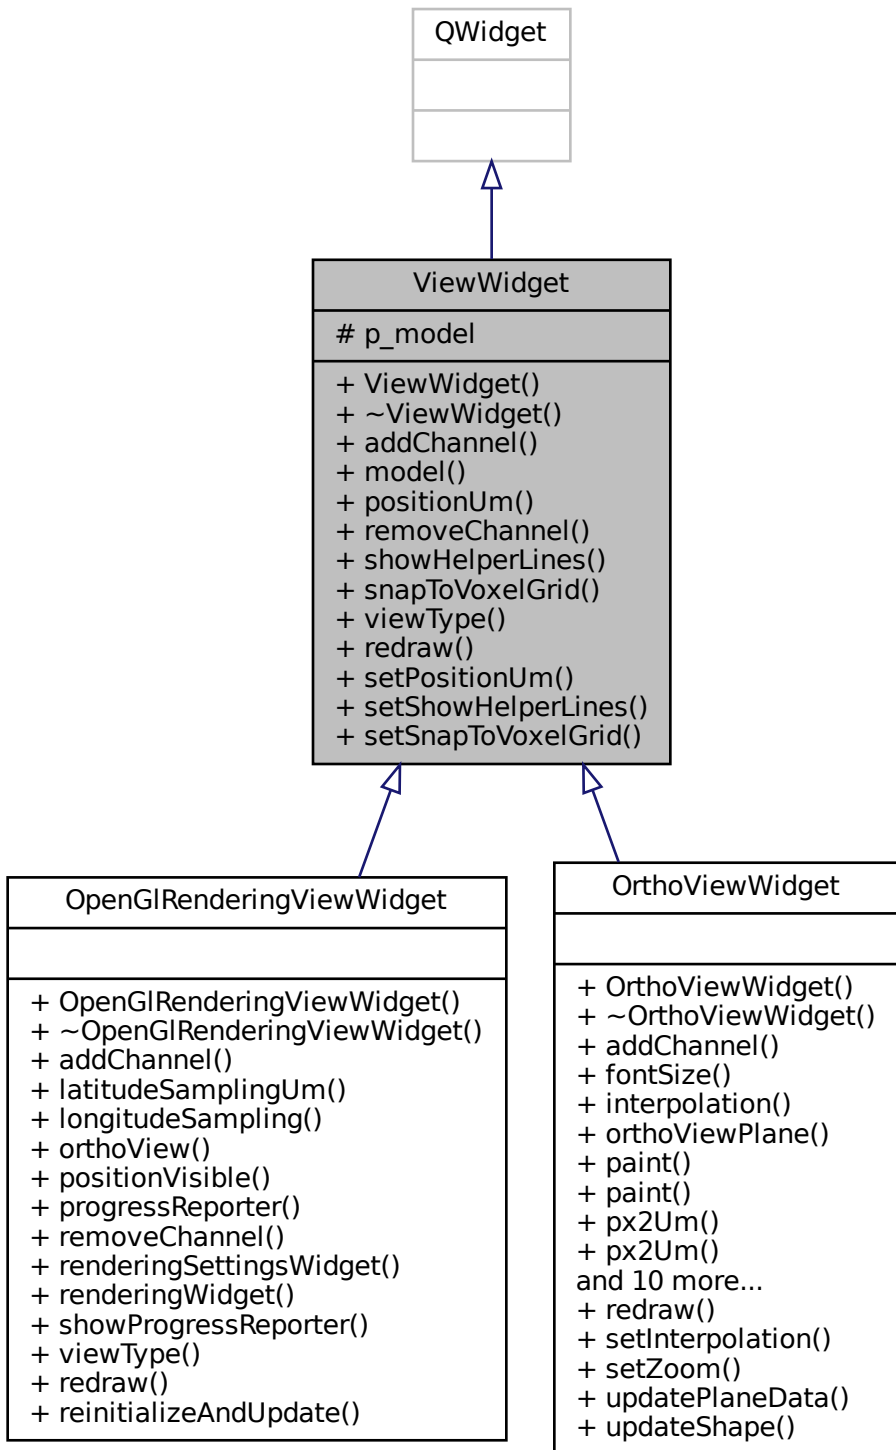 QWidget
ViewWidget
# p_model
+ ViewWidget()
+ ~ViewWidget()
+ addChannel()
+ model()
+ positionUm()
+ removeChannel()
+ showHelperLines()
+ snapToVoxelGrid()
+ viewType()
+ redraw()
+ setPositionUm()
+ setShowHelperLines()
+ setSnapToVoxelGrid()
OpenGlRenderingViewWidget
+ OpenGlRenderingViewWidget()
+ ~OpenGlRenderingViewWidget()
+ addChannel()
+ latitudeSamplingUm()
+ longitudeSampling()
+ orthoView()
+ positionVisible()
+ progressReporter()
+ removeChannel()
+ renderingSettingsWidget()
+ renderingWidget()
+ showProgressReporter()
+ viewType()
+ redraw()
+ reinitializeAndUpdate()
OrthoViewWidget
+ OrthoViewWidget()
+ ~OrthoViewWidget()
+ addChannel()
+ fontSize()
+ interpolation()
+ orthoViewPlane()
+ paint()
+ paint()
+ px2Um()
+ px2Um()
and 10 more...
+ redraw()
+ setInterpolation()
+ setZoom()
+ updatePlaneData()
+ updateShape()